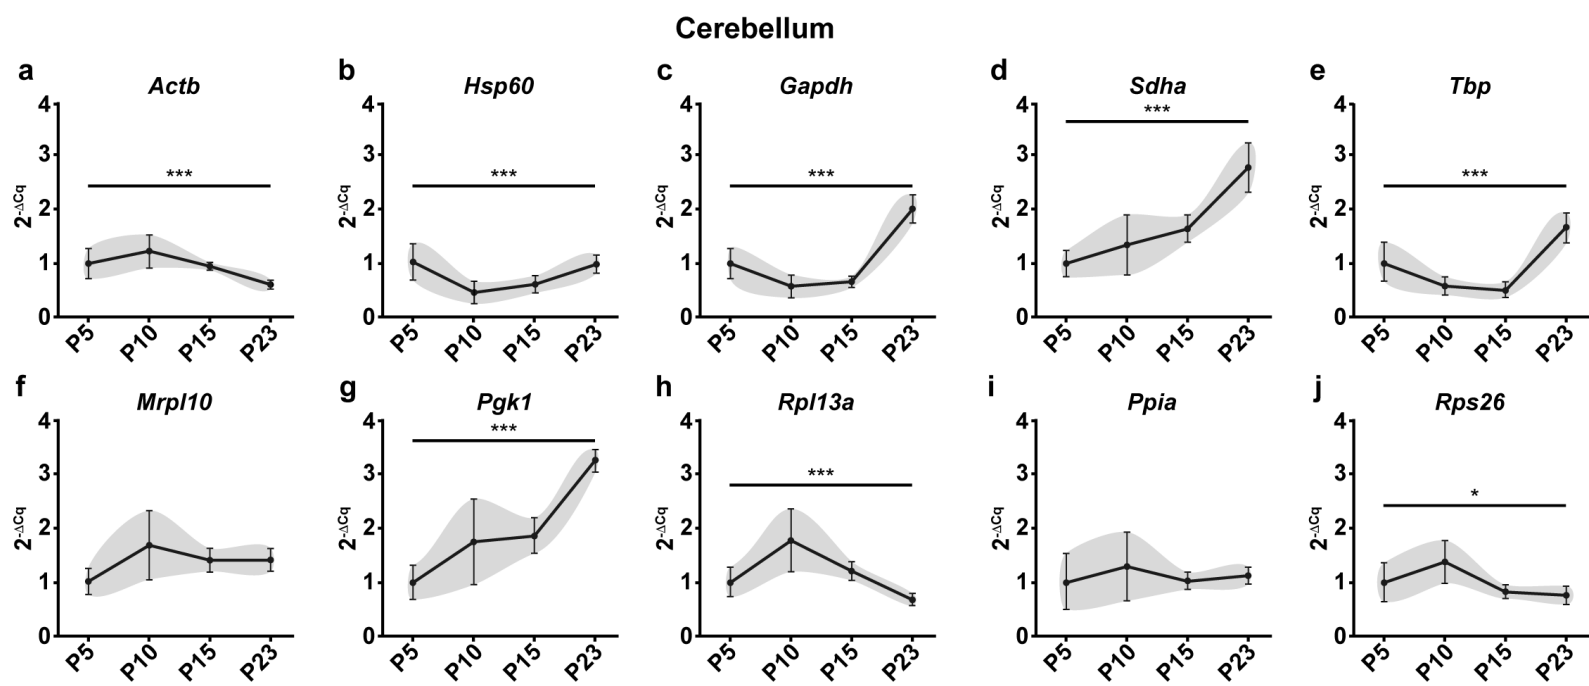 Cerebellum
a b c d e
Actb Hsp60 Gapdh Sdha Tbp
4 4 4 4 4
***
3 3 3 3 3
*** *** *** ***
2^-ΔCq 2^-ΔCq 2^-ΔCq 2^-ΔCq 2^-ΔCq
2 2 2 2 2
1 1 1 1 1
0 0 0 0 0
P5 P10 P15 P23 P5 P10 P15 P23 P5 P10 P15 P23 P5 P10 P15 P23 P5 P10 P15 P23
f g h i j
Mrpl10 Pgk1 Rpl13a Ppia Rps26
4 4 4 4 4
***
3 3 3 3 3
*** *
2^-ΔCq 2^-ΔCq 2^-ΔCq 2^-ΔCq 2^-ΔCq
2 2 2 2 2
1 1 1 1 1
0 0 0 0 0
P5 P10 P15 P23 P5 P10 P15 P23 P5 P10 P15 P23 P5 P10 P15 P23 P5 P10 P15 P23